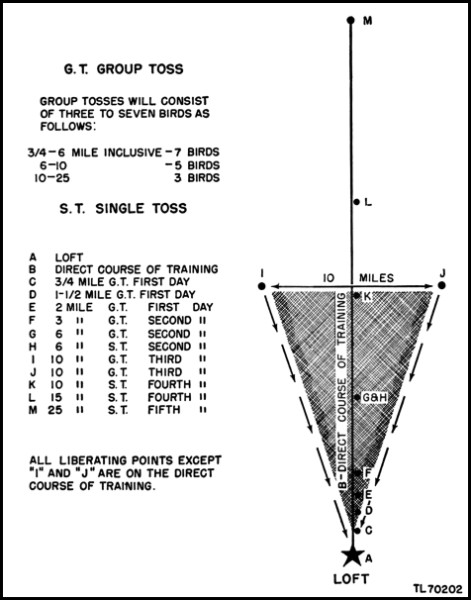 G.T. GROUP TOSS
GROUP TOSSES WILL CONSIST
OF THREE TO SEVEN BIRDS AS
FOLLOWS:
3/4-6 MILE INCLUSIVE -7 BIRDS
6-10 -5 BIRDS
10-25 3 BIRDS
S.T. SINGLE TOSS
A LOFT
B DIRECT COURSE OF TRAINING
C 3/4 MILE G.T. FIRST DAY
D 1-1/2 MILE G.T. FIRST DAY
E 2 MILE G.T. FIRST DAY
F 3 " G.T. SECOND "
G 6 " G.T. SECOND "
H 6 " S.T. SECOND "
I 10 " G.T. THIRD "
J 10 " G.T. THIRD "
K 10 " S.T. FOURTH "
L 15 " S.T. FOURTH "
M 25 " S.T. FIFTH "
ALL LIBERATING POINTS EXCEPT
"I" AND "J" ARE ON THE DIRECT
COURSE OF TRAINING.
M
L
I
J
10 MILES
K
B-DIRECT COURSE OF TRAINING
G&H
F
E
D
C
A
LOFT
TL70202